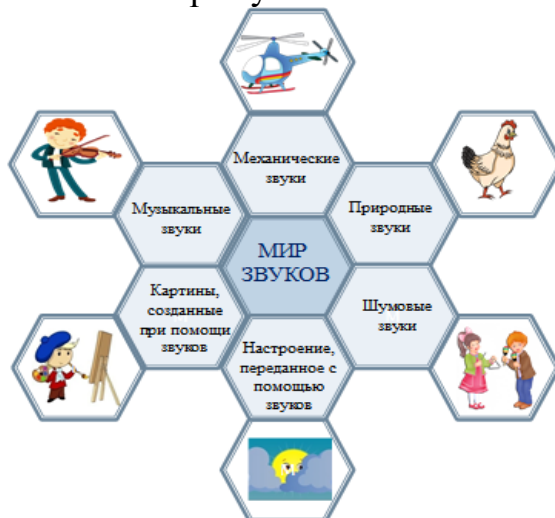 Механические
звуки
Музыкальные
звуки
Природные
звуки
МИР
ЗВУКОВ
Картины,
созданные
при помощи
звуков
Шумовые
звуки
Настроение,
переданное с
помощью
звуков